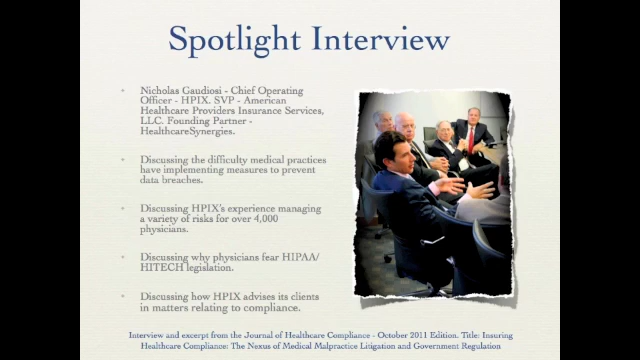 Spotlight Interview
• Nicholas Gaudiosi - Chief Operating
Officer - HPIX. SVP - American
Healthcare Providers Insurance Services,
LLC. Founding Partner -
HealthcareSynergies.
• Discussing the difficulty medical practices
have implementing measures to prevent
data breaches.
• Discussing HPIX's experience managing
a variety of risks for over 4,000
physicians.
• Discussing why physicians fear HIPAA/
HITECH legislation.
• Discussing how HPIX advises its clients
in matters relating to compliance.
Interview and excerpt from the Journal of Healthcare Compliance - October 2011 Edition. Title: Insuring
Healthcare Compliance: The Nexus of Medical Malpractice Litigation and Government Regulation